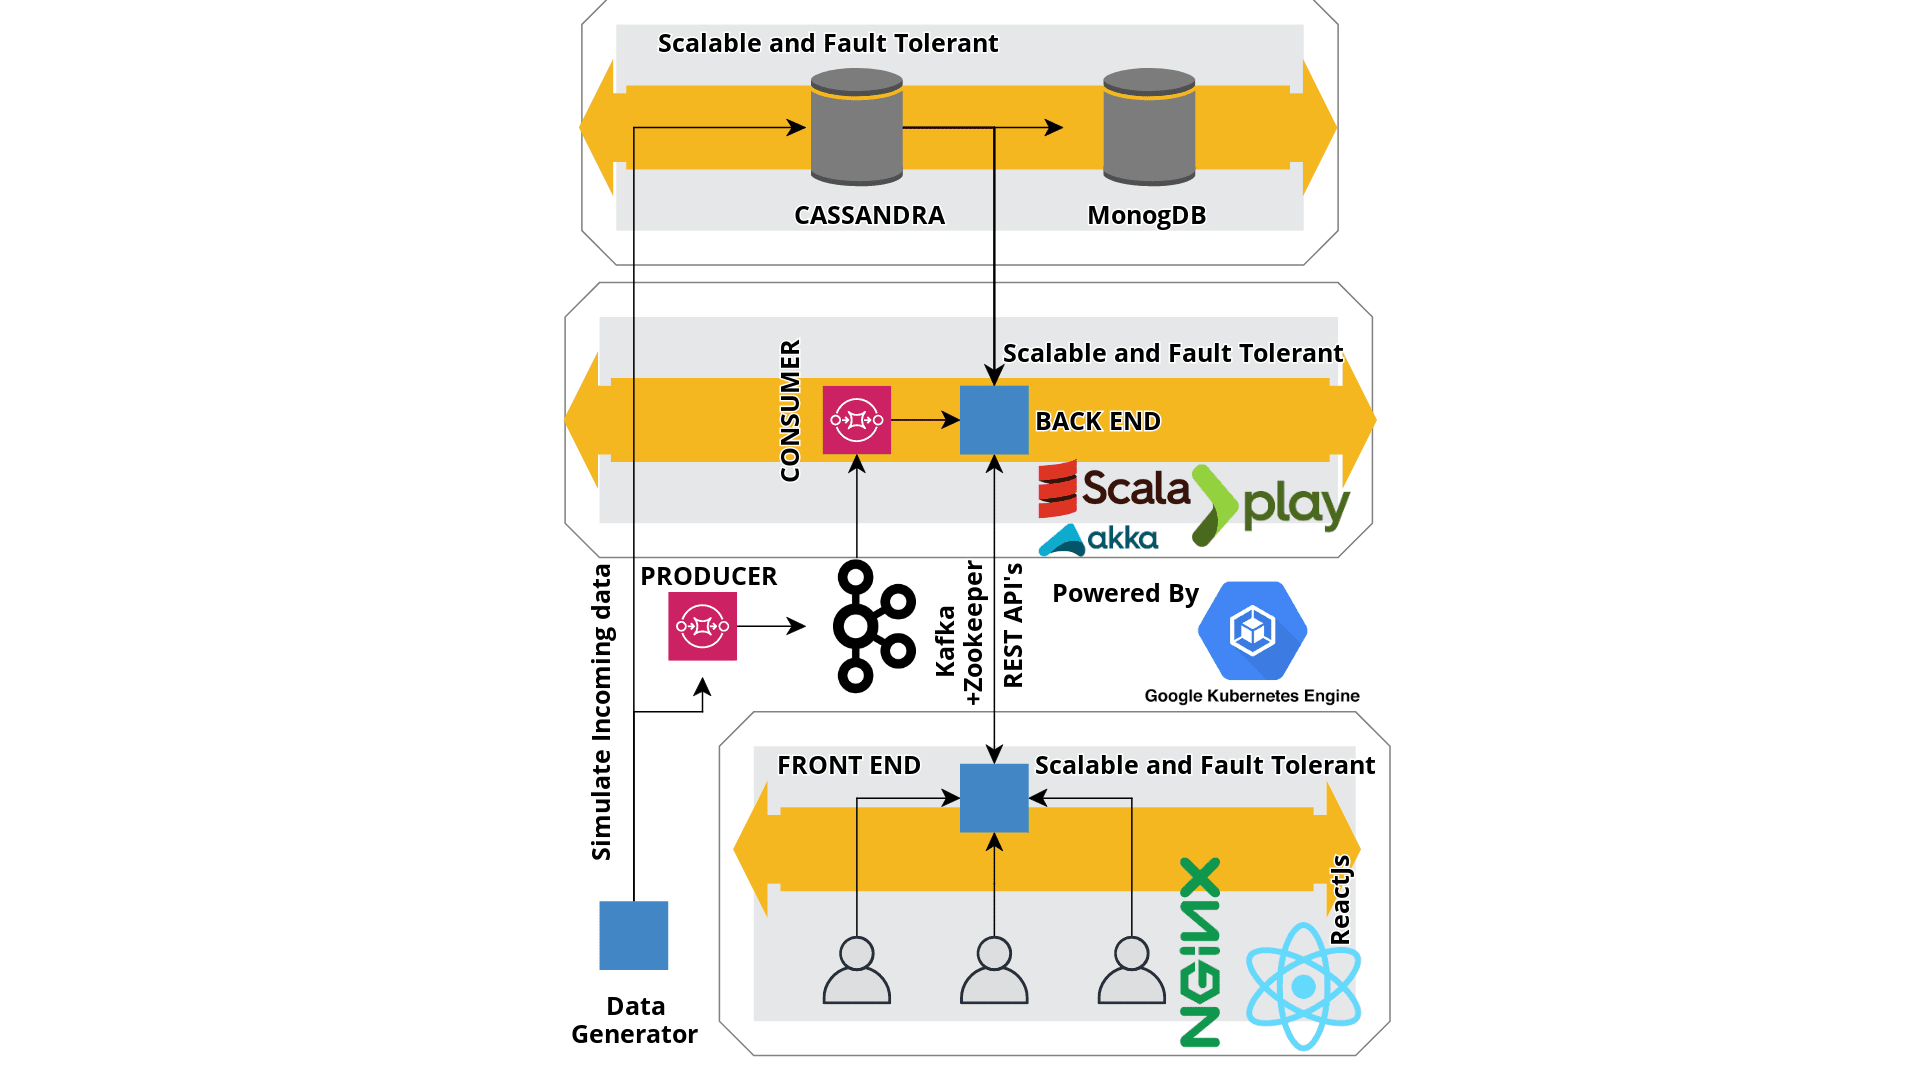 Scalable and Fault Tolerant
CASSANDRA
MonogDB
CONSUMER
Scalable and Fault Tolerant
BACK END
Scala
play
akka
Simulate Incoming data
PRODUCER
Kafka
+Zookeeper
REST API's
Powered By
Google Kubernetes Engine
FRONT END
Scalable and Fault Tolerant
NGiNX
ReactJs
Data
Generator